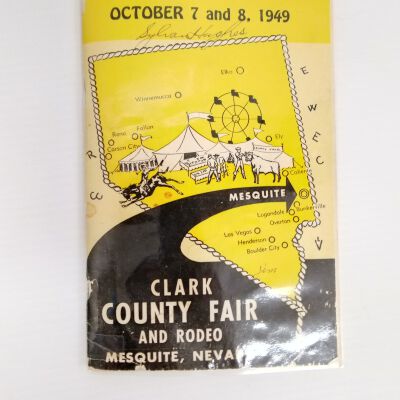 OCTOBER 7 and 8, 1949
Sylvan Hughes
Elko
Winnemucca
Reno
Fallon
Carson City
Ely
Caliente
MESQUITE
Bunkerville
Logandale
Overton
Las Vegas
Henderson
Boulder City
CLARK
COUNTY FAIR
AND RODEO
MESQUITE, NEVA